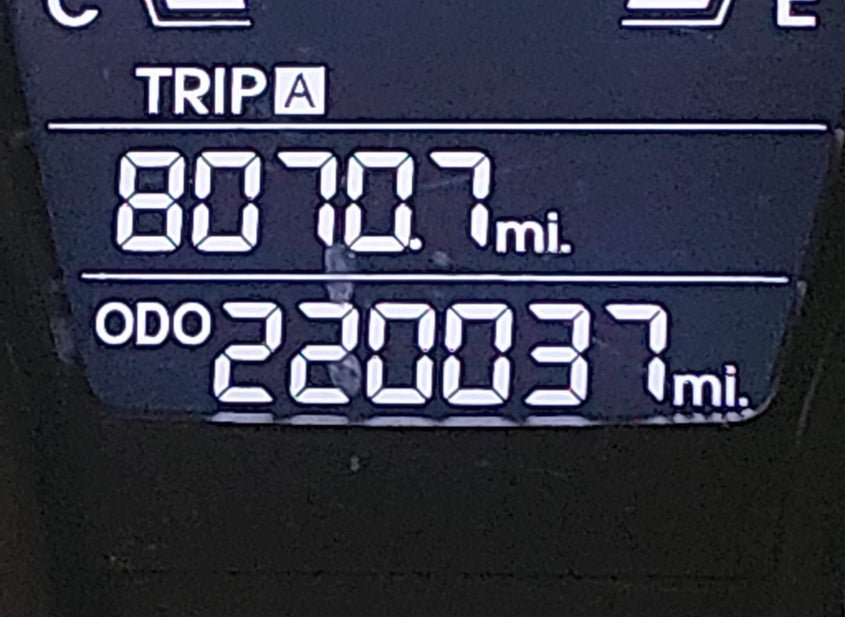 C E
TRIP A
8070.7 mi.
ODO 220037 mi.